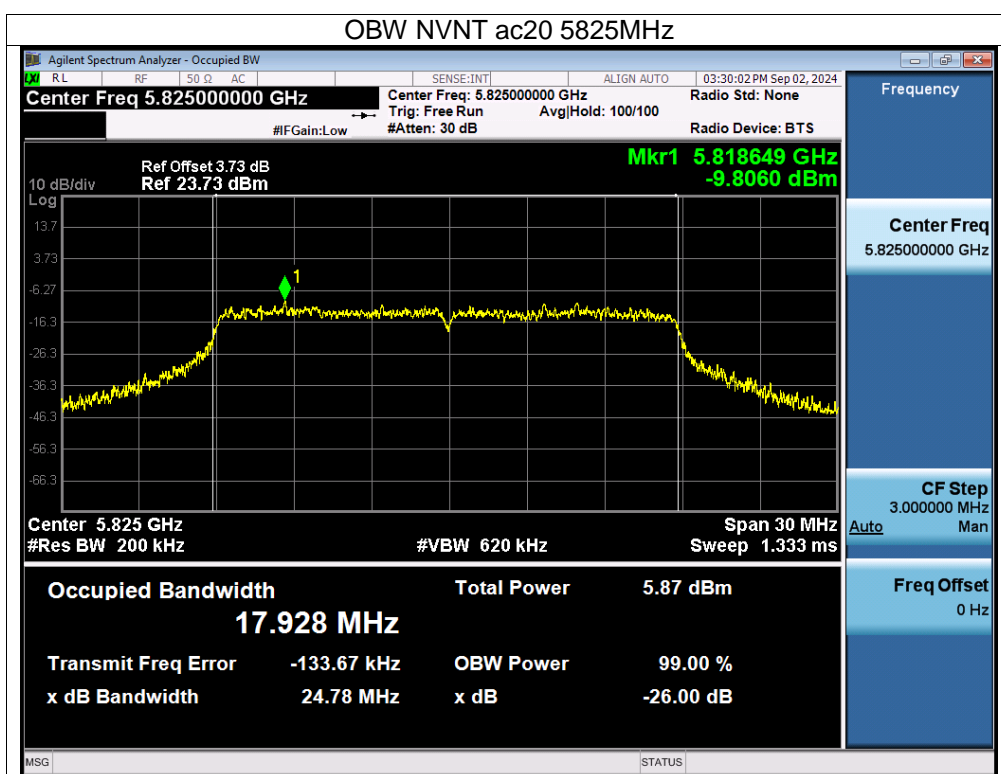 OBW NVNT ac20 5825MHz
Agilent Spectrum Analyzer - Occupied BW
LXI RL RF 50 Ω AC SENSE:INT ALIGN AUTO 03:30:02 PM Sep 02, 2024
Center Freq 5.825000000 GHz Center Freq: 5.825000000 GHz Radio Std: None
Trig: Free Run Avg|Hold: 100/100
#IFGain:Low #Atten: 30 dB Radio Device: BTS
Mkr1 5.818649 GHz
-9.8060 dBm
Ref Offset 3.73 dB
10 dB/div Ref 23.73 dBm
Log
13.7
3.73
1
-6.27
-16.3
-26.3
-36.3
-46.3
-56.3
-66.3
Center 5.825 GHz Span 30 MHz
#Res BW 200 kHz #VBW 620 kHz Sweep 1.333 ms
Occupied Bandwidth Total Power 5.87 dBm
17.928 MHz
Transmit Freq Error -133.67 kHz OBW Power 99.00 %
x dB Bandwidth 24.78 MHz x dB -26.00 dB
MSG STATUS
Frequency
Center Freq
5.825000000 GHz
CF Step
3.000000 MHz
Auto Man
Freq Offset
0 Hz